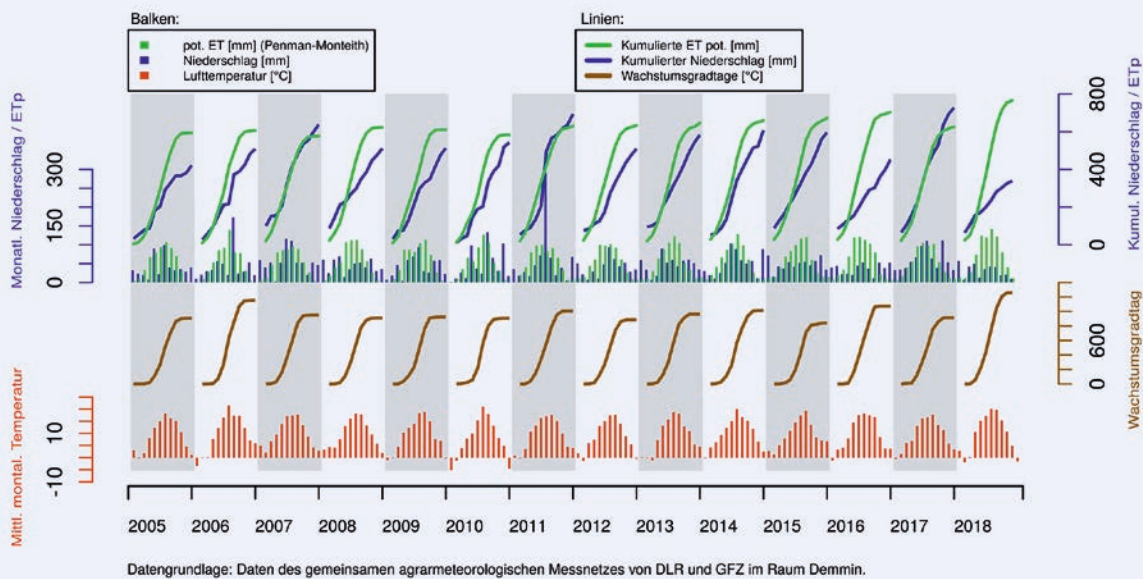 Balken:
pot. ET [mm] (Penman-Monteith)
Niederschlag [mm]
Lufttemperatur [°C]
Linien:
Kumulierte ET pot. [mm]
Kumulierter Niederschlag [mm]
Wachstumsgradtage [°C]
Monatl. Niederschlag / ETp
300
150
0
Kumul. Niederschlag / ETp
800
400
0
Wachstumsgradtag
600
0
Mittl. montal. Temperatur
10
-10
2005 2006 2007 2008 2009 2010 2011 2012 2013 2014 2015 2016 2017 2018
Datengrundlage: Daten des gemeinsamen agrarmeteorologischen Messnetzes von DLR und GFZ im Raum Demmin.